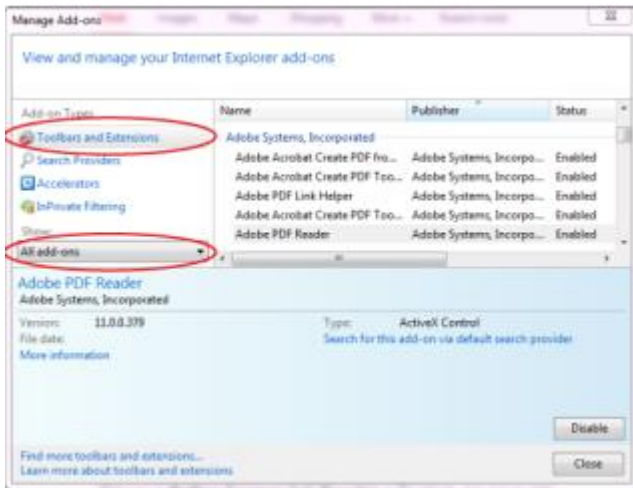 Manage Add-ons
View and manage your Internet Explorer add-ons
Add-on Types
Toolbars and Extensions
Search Providers
Accelerators
InPrivate Filtering
Show:
All add-ons
Name Publisher Status
Adobe Systems, Incorporated
Adobe Acrobat Create PDF fro... Adobe Systems, Incorpo... Enabled
Adobe Acrobat Create PDF Too... Adobe Systems, Incorpo... Enabled
Adobe PDF Link Helper Adobe Systems, Incorpo... Enabled
Adobe Acrobat Create PDF Too... Adobe Systems, Incorpo... Enabled
Adobe PDF Reader Adobe Systems, Incorpo... Enabled
Adobe PDF Reader
Adobe Systems, Incorporated
Version: 11.0.0.379 Type: ActiveX Control
File date: Search for this add-on via default search provider
More information
Disable
Find more toolbars and extensions...
Learn more about toolbars and extensions
Close